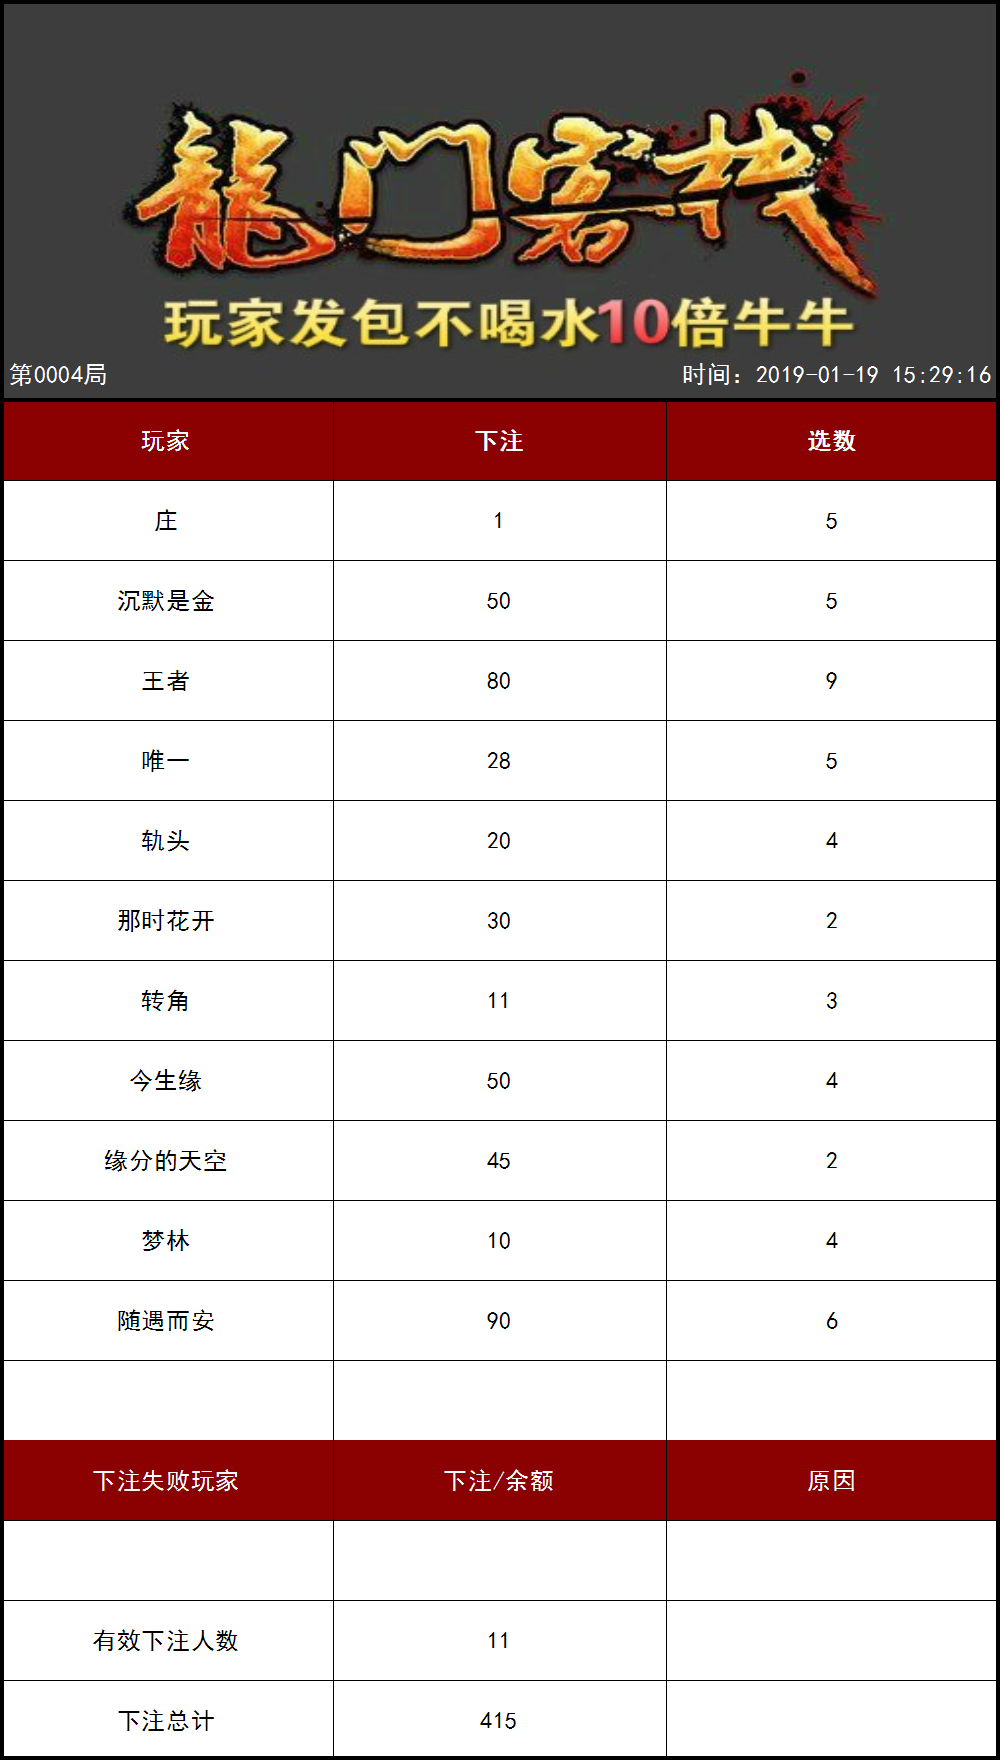 龍门客栈
玩家发包不喝水10倍牛牛
第0004局 时间：2019-01-19 15:29:16
玩家 下注 选数
庄 1 5
沉默是金 50 5
王者 80 9
唯一 28 5
轨头 20 4
那时花开 30 2
转角 11 3
今生缘 50 4
缘分的天空 45 2
梦林 10 4
随遇而安 90 6
下注失败玩家 下注/余额 原因
有效下注人数 11
下注总计 415